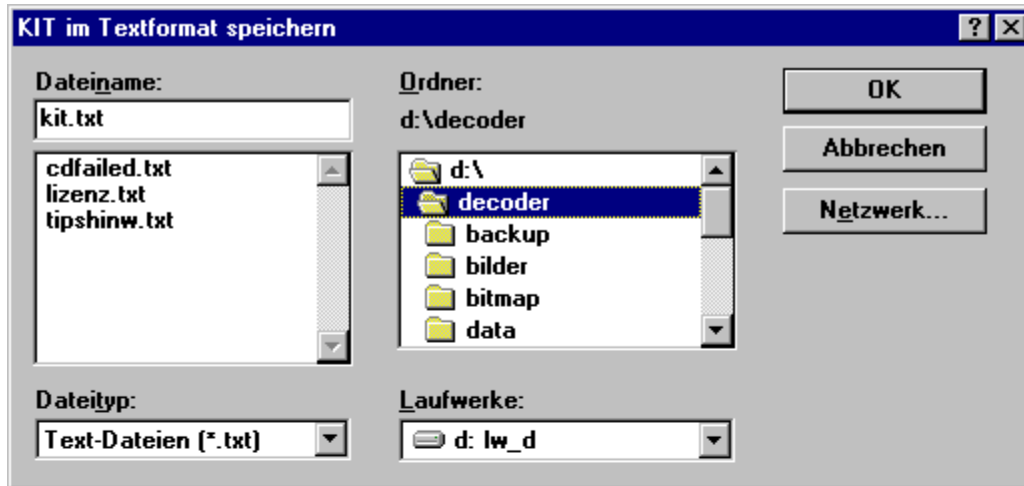 KIT im Textformat speichern
Dateiname:
kit.txt
cdfailed.txt
lizenz.txt
tipshinw.txt
Dateityp:
Text-Dateien (*.txt)
Ordner:
d:\decoder
d:\
decoder
backup
bilder
bitmap
data
Laufwerke:
d: lw_d
OK
Abbrechen
Netzwerk...